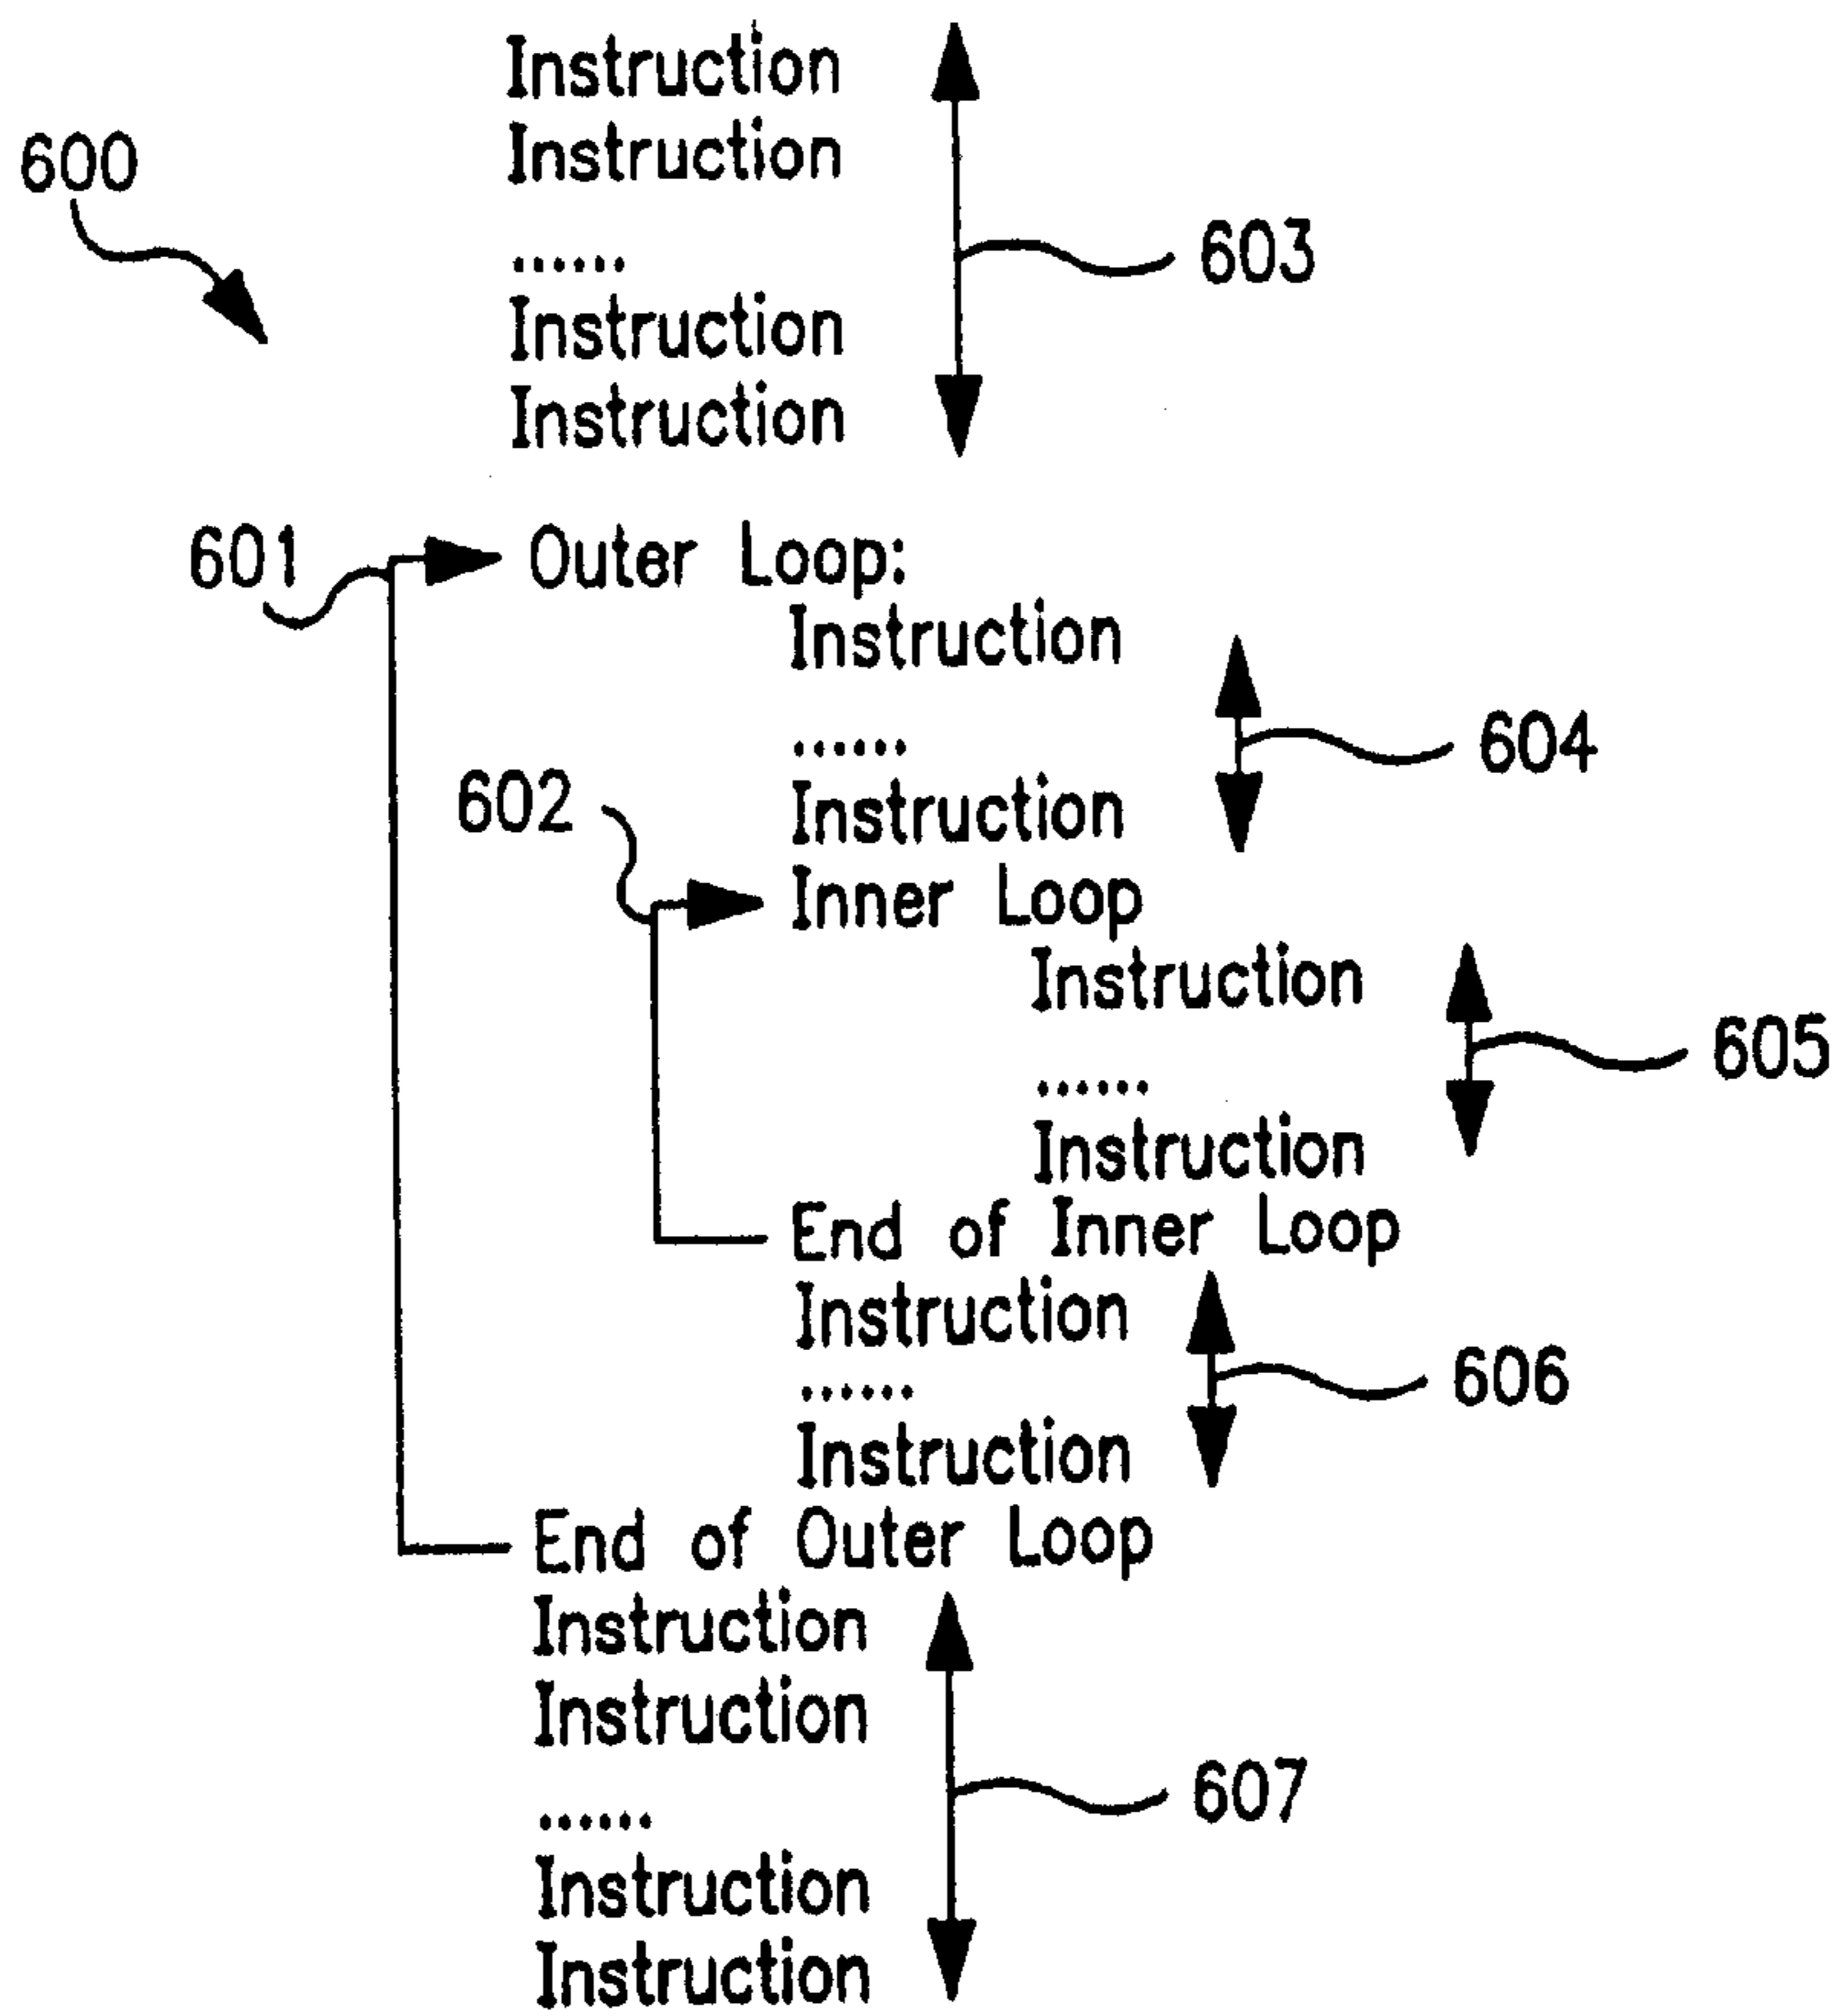 Instruction
600 Instruction
...... 603
Instruction
Instruction
601 Outer Loop:
Instruction
...... 604
602 Instruction
Inner Loop
Instruction
...... 605
Instruction
End of Inner Loop
Instruction
...... 606
Instruction
End of Outer Loop
Instruction
Instruction
...... 607
Instruction
Instruction